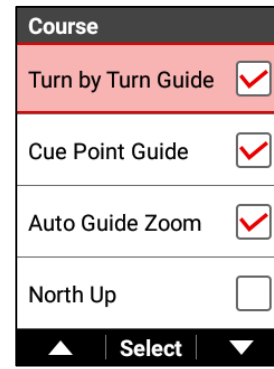 Course
Turn by Turn Guide
Cue Point Guide
Auto Guide Zoom
North Up
Select